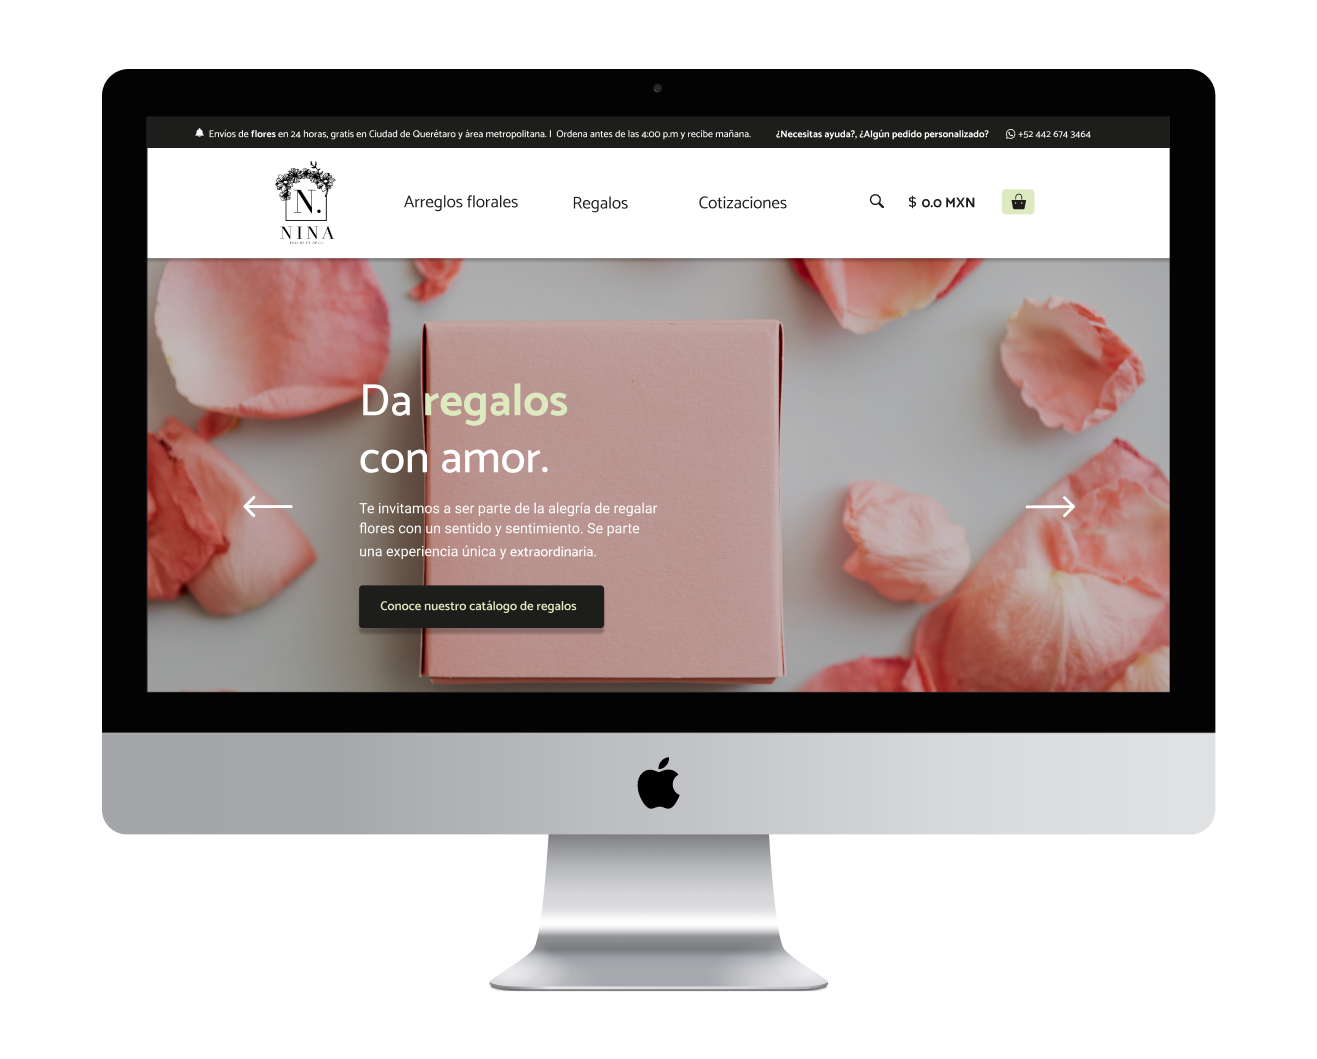 Envíos de flores en 24 horas, gratis en Ciudad de Querétaro y área metropolitana. | Ordena antes de las 4:00 p.m y recibe mañana. ¿Necesitas ayuda?, ¿Algún pedido personalizado? +52 442 674 3464
N.
NINA
Arreglos florales Regalos Cotizaciones $ 0.0 MXN
Da regalos
con amor.
Te invitamos a ser parte de la alegría de regalar
flores con un sentido y sentimiento. Se parte
una experiencia única y extraordinaria.
Conoce nuestro catálogo de regalos